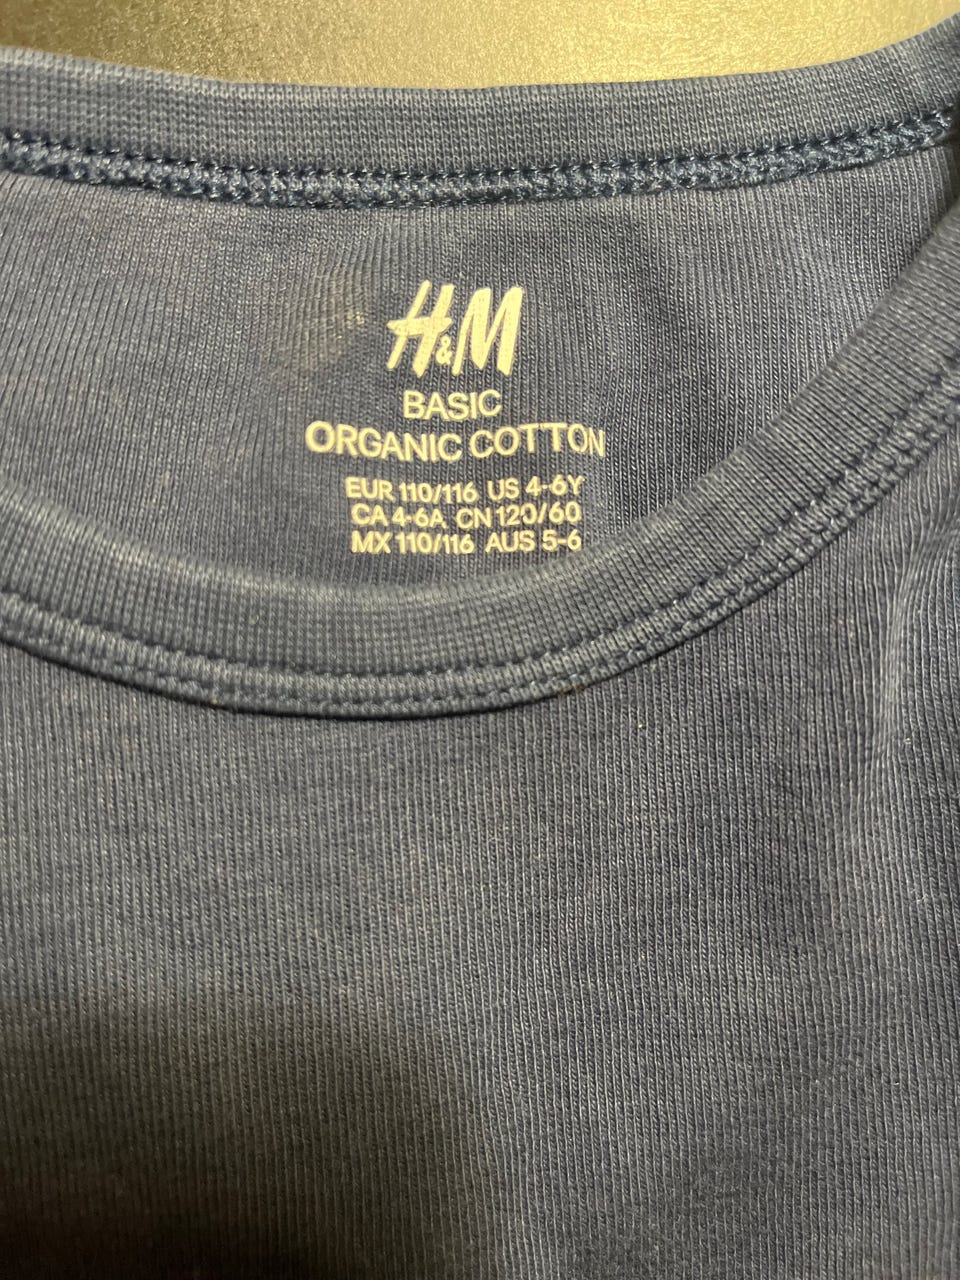 H&M
BASIC
ORGANIC COTTON
EUR 110/116 US 4-6Y
CA 4-6A CN 120/60
MX 110/116 AUS 5-6